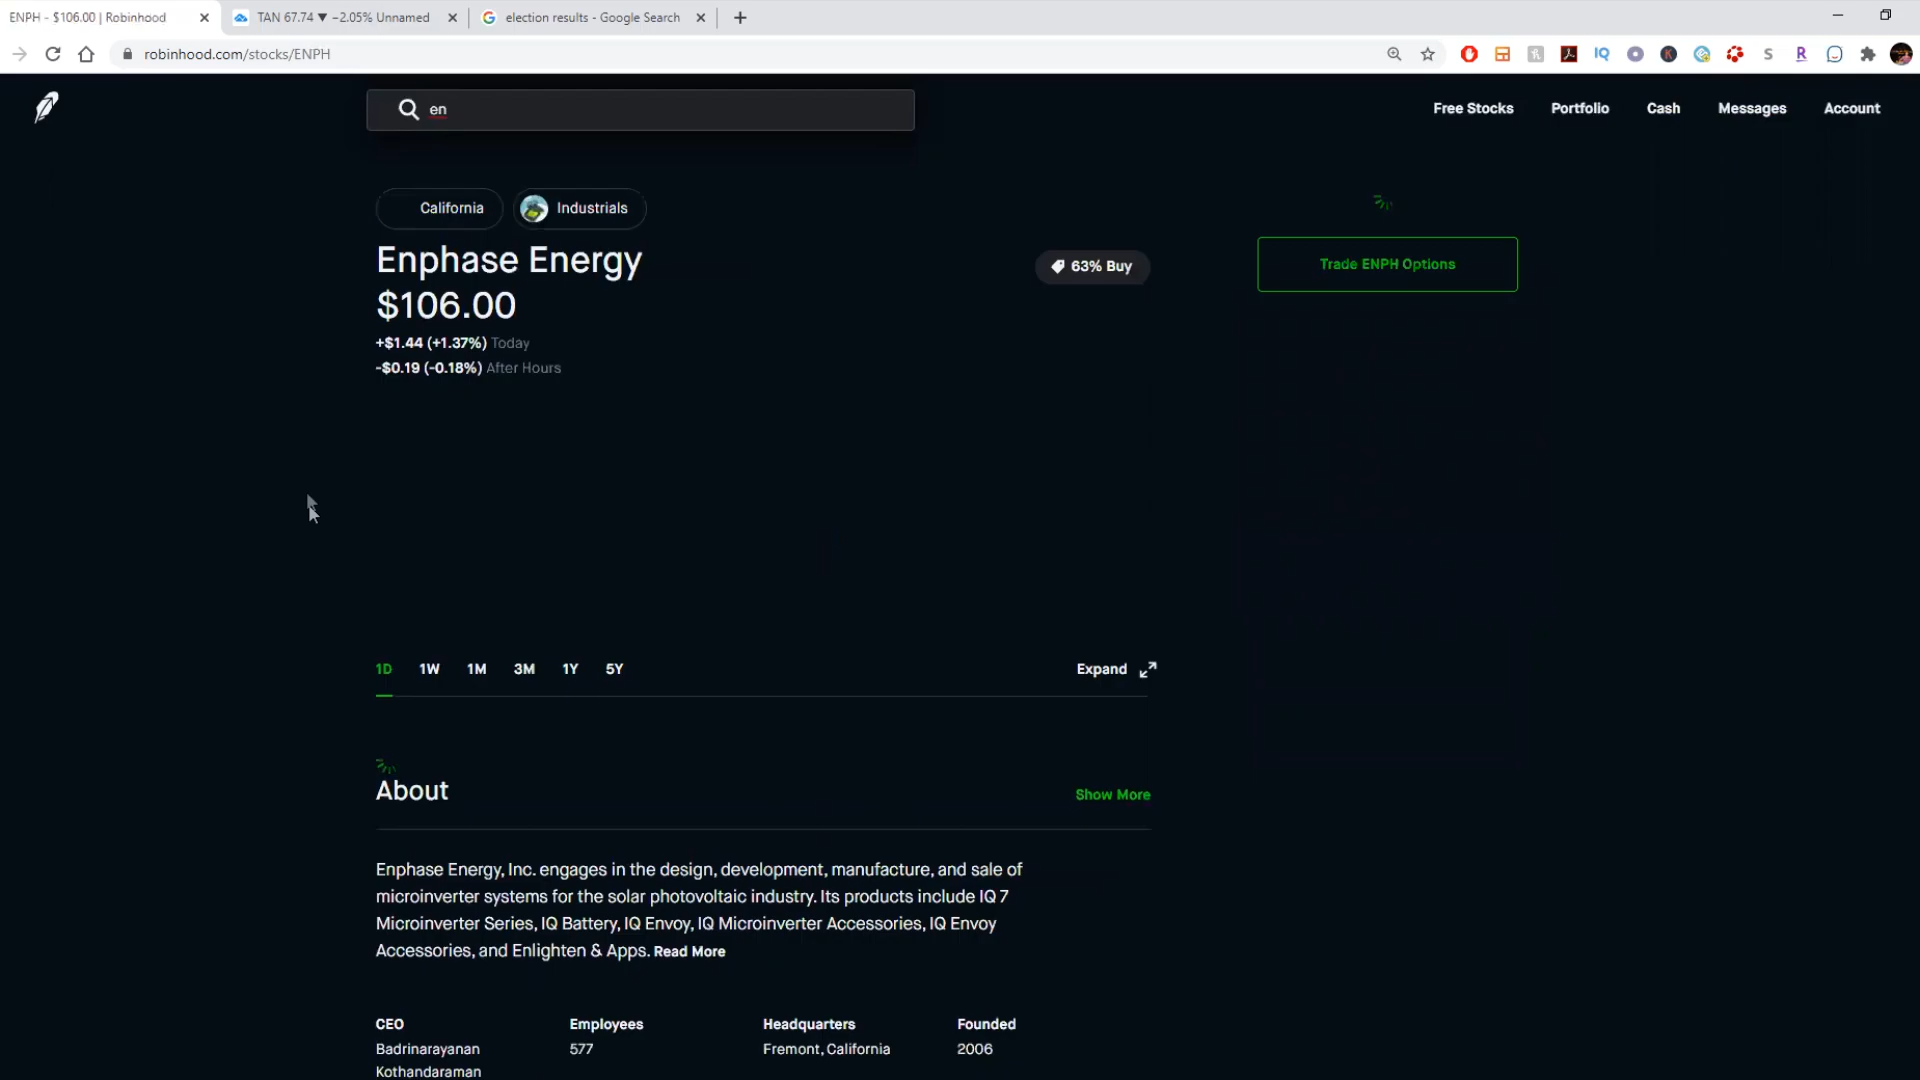 ENPH - $106.00 | Robinhood
TAN 67.74 ▼ −2.05% Unnamed
election results - Google Search
robinhood.com/stocks/ENPH
en
Free Stocks
Portfolio
Cash
Messages
Account
California
Industrials
Enphase Energy
$106.00
63% Buy
Trade ENPH Options
+$1.44 (+1.37%) Today
-$0.19 (-0.18%) After Hours
1D
1W
1M
3M
1Y
5Y
Expand
About
Show More
Enphase Energy, Inc. engages in the design, development, manufacture, and sale of
microinverter systems for the solar photovoltaic industry. Its products include IQ 7
Microinverter Series, IQ Battery, IQ Envoy, IQ Microinverter Accessories, IQ Envoy
Accessories, and Enlighten & Apps. Read More
CEO
Badrinarayanan
Kothandaraman
Employees
577
Headquarters
Fremont, California
Founded
2006